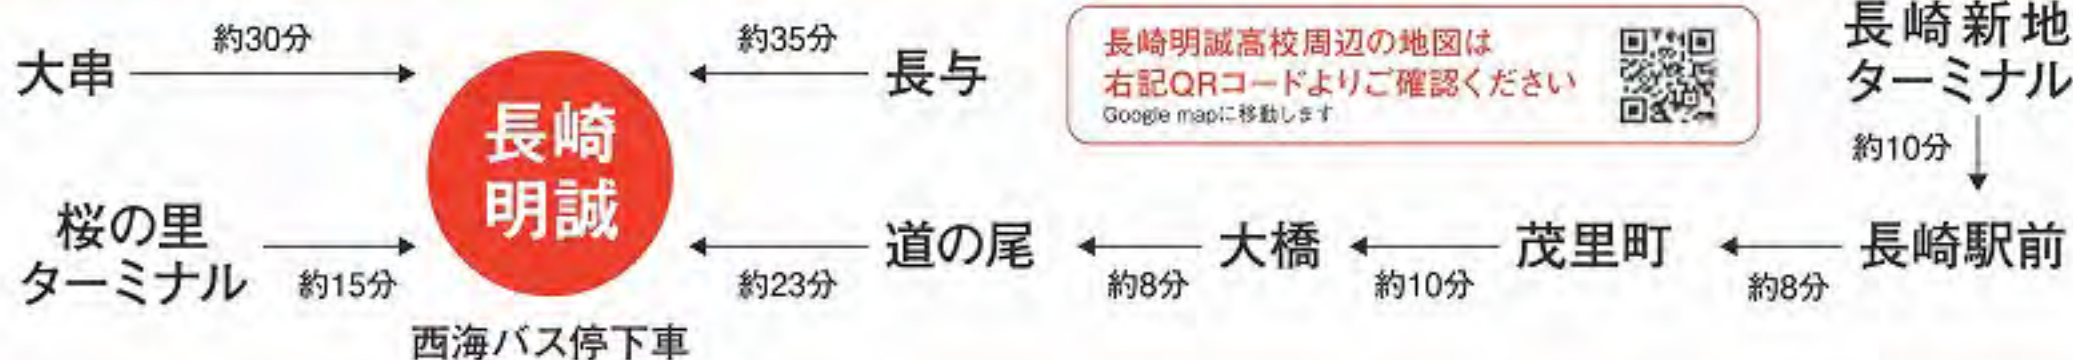 大串
約30分
長崎
明誠
約35分
長与
長崎明誠高校周辺の地図は
右記QRコードよりご確認ください
Google mapに移動します
長崎新地
ターミナル
約10分
桜の里
ターミナル
約15分
約23分
道の尾
約8分
大橋
約10分
茂里町
約8分
長崎駅前
西海バス停下車